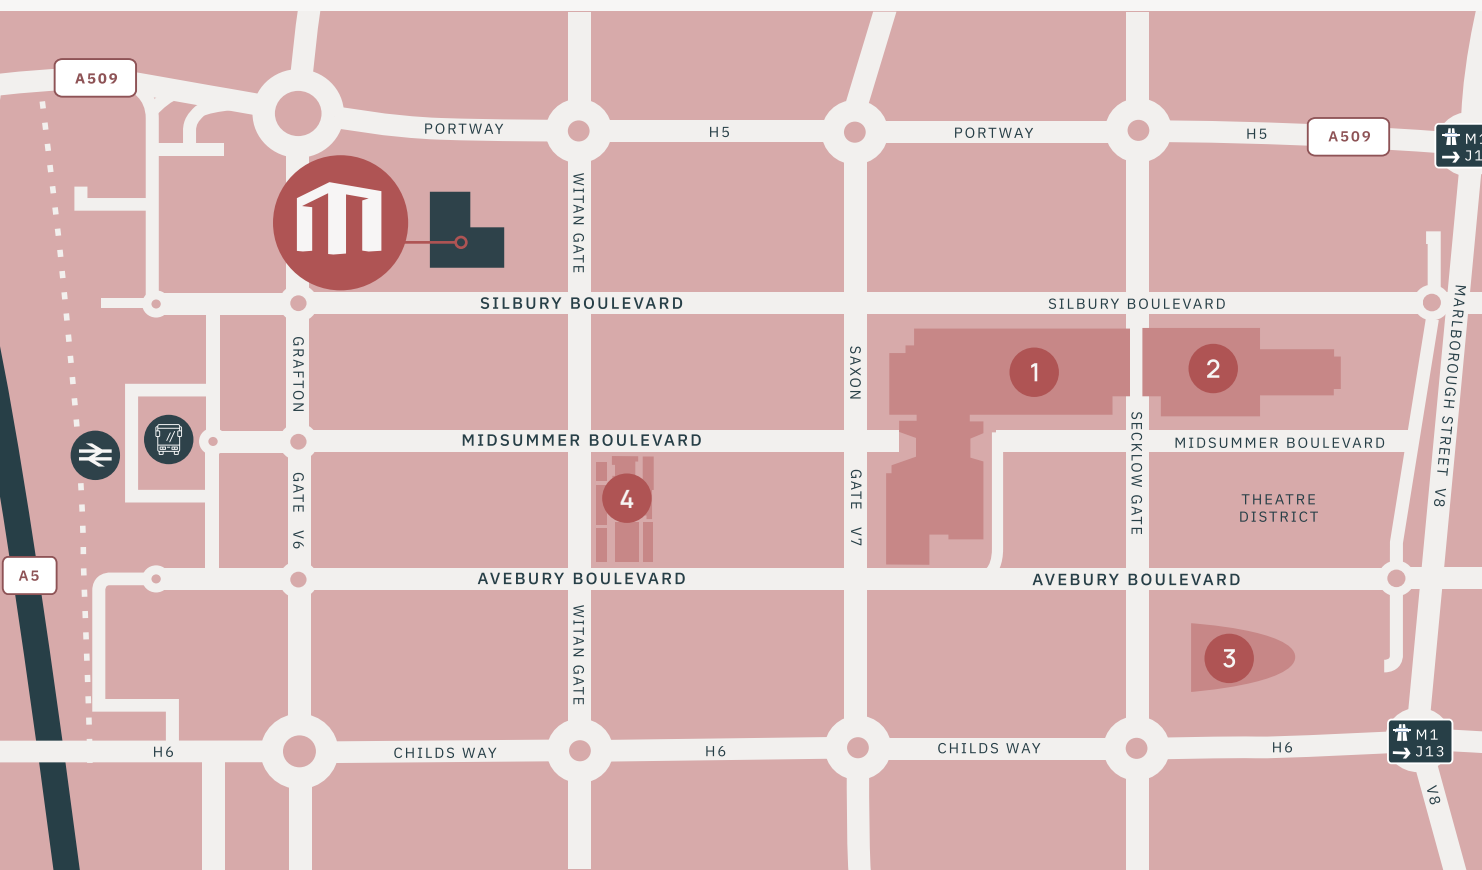 A509
PORTWAY
H5
PORTWAY
H5
A509
M1
J1
WITAN GATE
SILBURY BOULEVARD
SILBURY BOULEVARD
MARLBOROUGH STREET V8
GRAFTON
SAXON
1
2
MIDSUMMER BOULEVARD
SECKLOW GATE
MIDSUMMER BOULEVARD
GATE V6
4
GATE V7
THEATRE
DISTRICT
A5
AVEBURY BOULEVARD
AVEBURY BOULEVARD
WITAN GATE
3
H6
CHILDS WAY
H6
CHILDS WAY
H6
M1
J13
V8